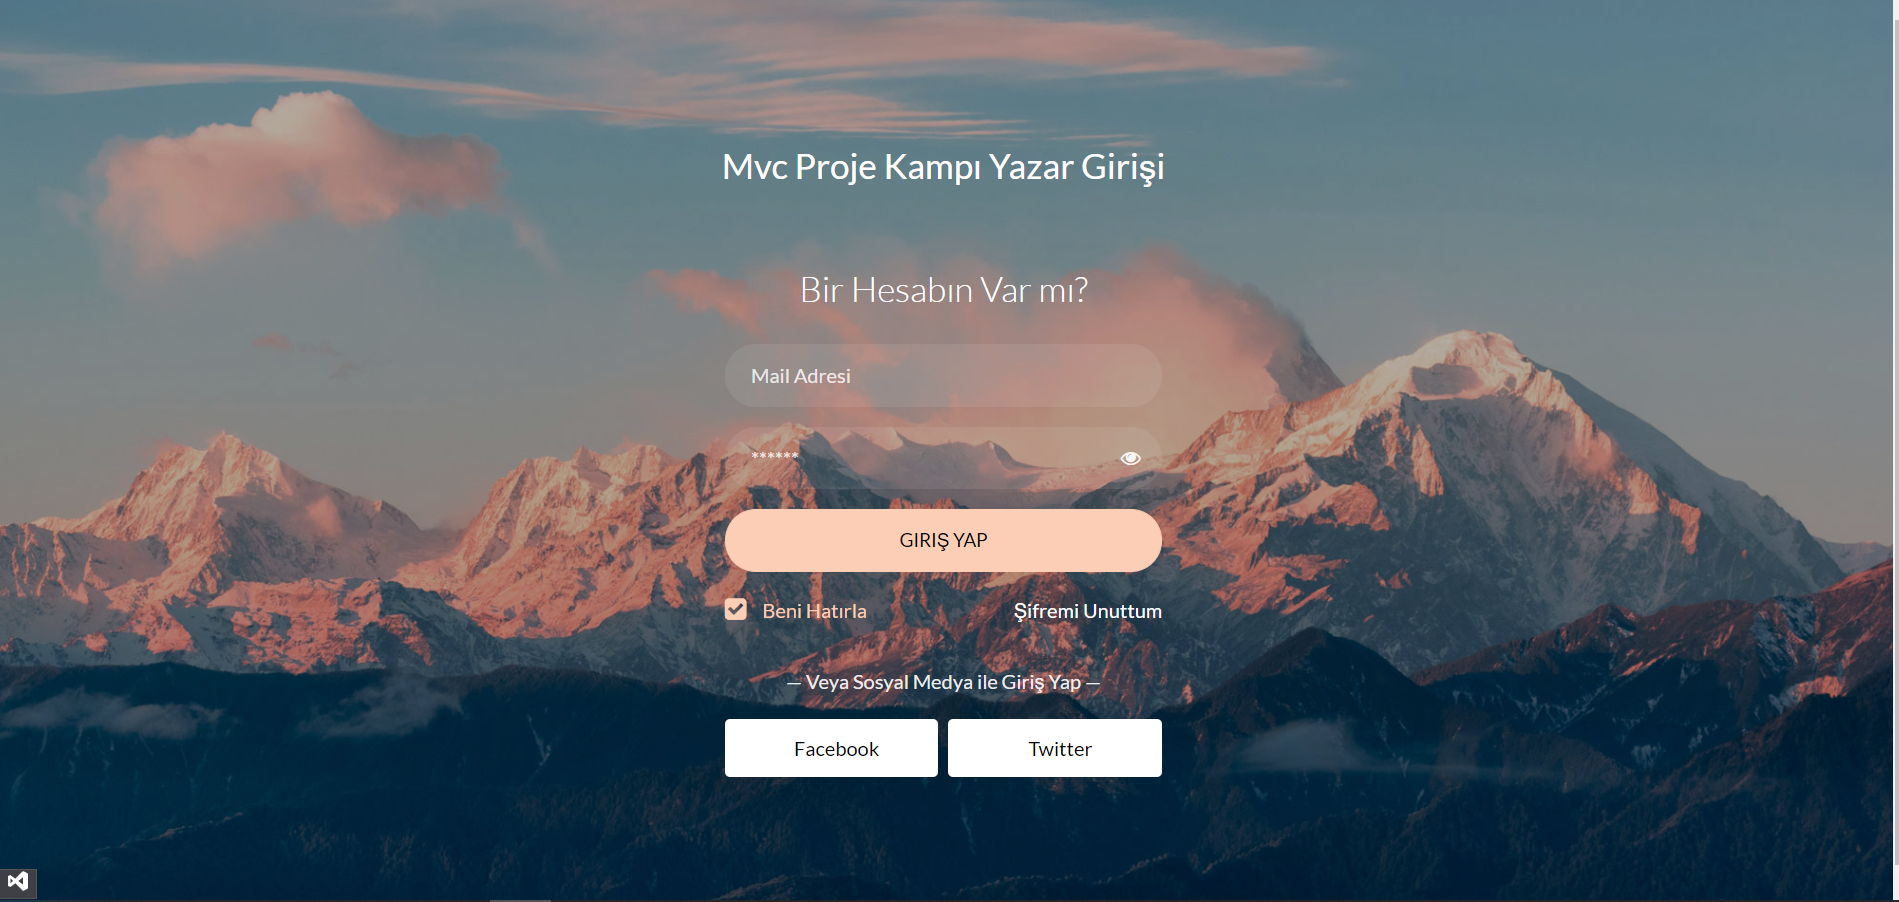 Mvc Proje Kampı Yazar Girişi
Bir Hesabın Var mı?
Mail Adresi
******
GIRIŞ YAP
Beni Hatırla
Şifremi Unuttum
— Veya Sosyal Medya ile Giriş Yap —
Facebook
Twitter